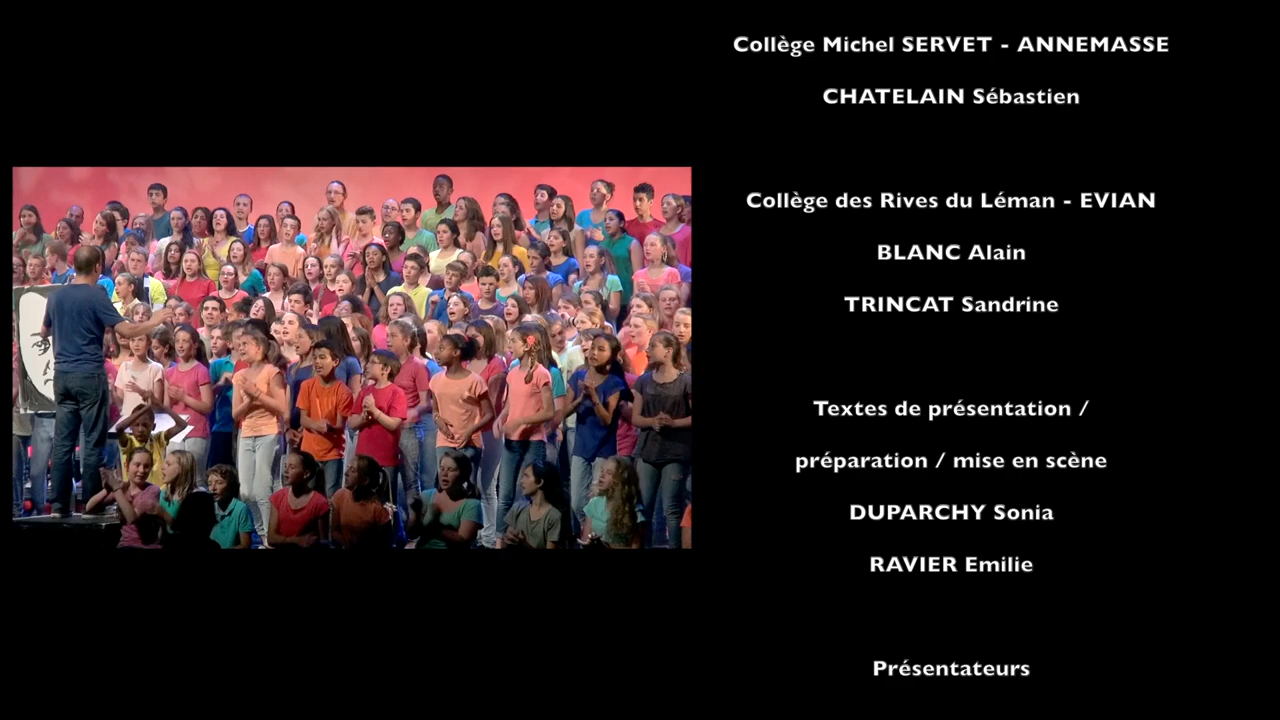 Collège Michel SERVET - ANNEMASSE
CHATELAIN Sébastien
Collège des Rives du Léman - EVIAN
BLANC Alain
TRINCAT Sandrine
Textes de présentation /
préparation / mise en scène
DUPARCHY Sonia
RAVIER Emilie
Présentateurs